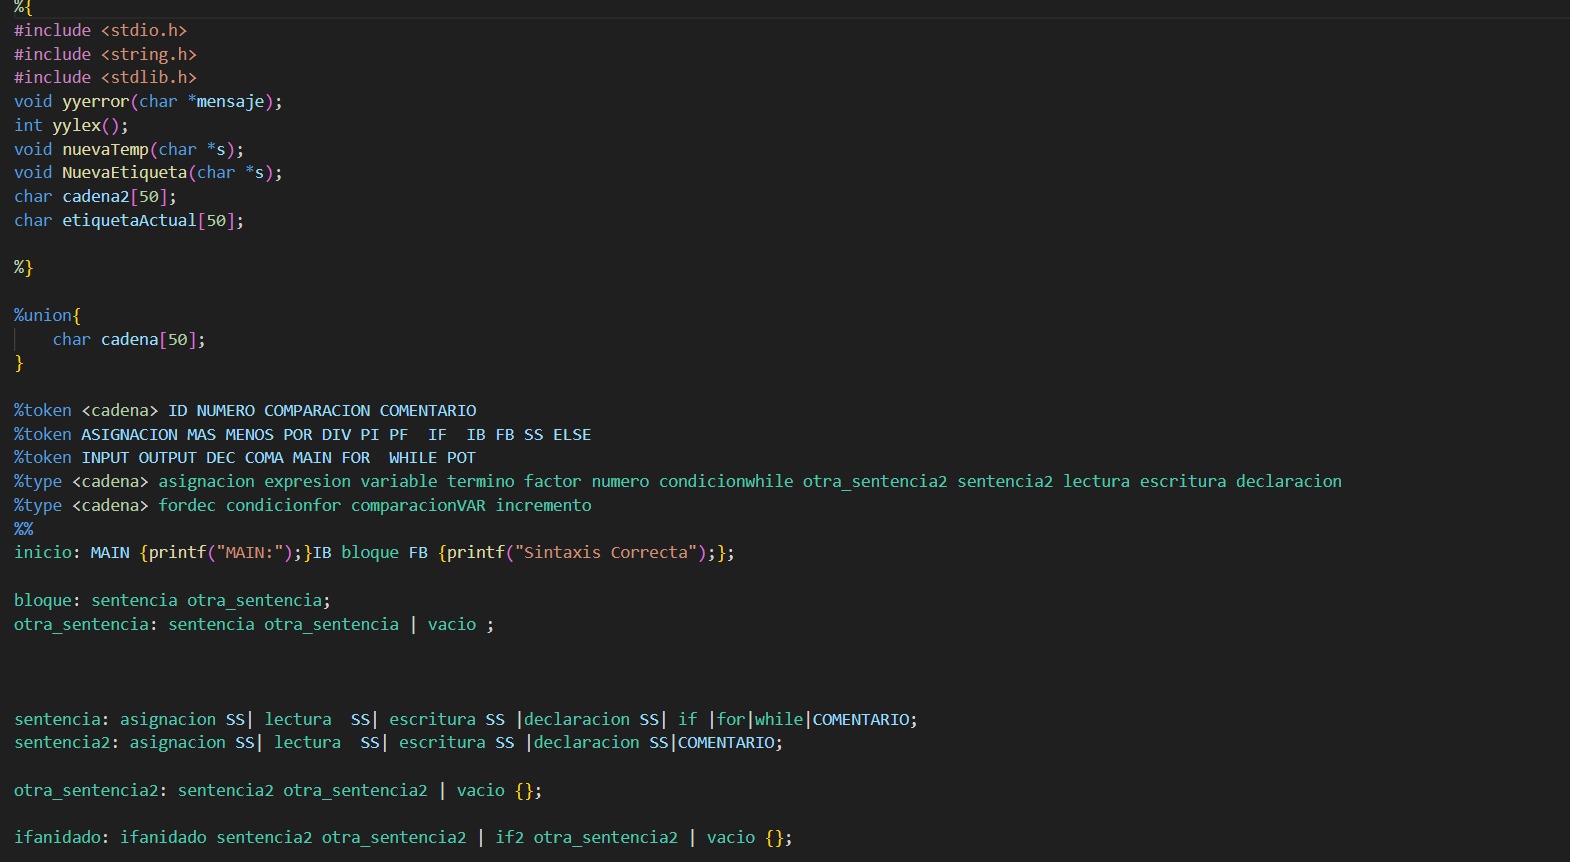 %{
#include <stdio.h>
#include <string.h>
#include <stdlib.h>
void yyerror(char *mensaje);
int yylex();
void nuevaTemp(char *s);
void NuevaEtiqueta(char *s);
char cadena2[50];
char etiquetaActual[50];
%}
%union{
char cadena[50];
}
%token <cadena> ID NUMERO COMPARACION COMENTARIO
%token ASIGNACION MAS MENOS POR DIV PI PF  IF  IB FB SS ELSE
%token INPUT OUTPUT DEC COMA MAIN FOR  WHILE POT
%type <cadena> asignacion expresion variable termino factor numero condicionwhile otra_sentencia2 sentencia2 lectura escritura declaracion
%type <cadena> fordec condicionfor comparacionVAR incremento
%%
inicio: MAIN {printf("MAIN:");}IB bloque FB {printf("Sintaxis Correcta");};
bloque: sentencia otra_sentencia;
otra_sentencia: sentencia otra_sentencia | vacio ;
sentencia: asignacion SS| lectura  SS| escritura SS |declaracion SS| if |for|while|COMENTARIO;
sentencia2: asignacion SS| lectura  SS| escritura SS |declaracion SS|COMENTARIO;
otra_sentencia2: sentencia2 otra_sentencia2 | vacio {};
ifanidado: ifanidado sentencia2 otra_sentencia2 | if2 otra_sentencia2 | vacio {};